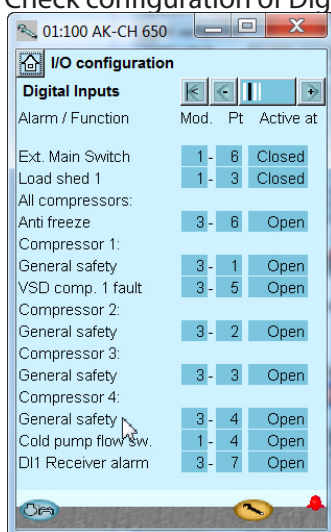 Check configuration of Dig
01:100 AK-CH 650
I/O configuration
Digital Inputs
Alarm / Function Mod. Pt Active at
Ext. Main Switch 1 - 6 Closed
Load shed 1 1 - 3 Closed
All compressors:
Anti freeze 3 - 6 Open
Compressor 1:
General safety 3 - 1 Open
VSD comp. 1 fault 3 - 5 Open
Compressor 2:
General safety 3 - 2 Open
Compressor 3:
General safety 3 - 3 Open
Compressor 4:
General safety 3 - 4 Open
Cold pump flow sw. 1 - 4 Open
DI1 Receiver alarm 3 - 7 Open